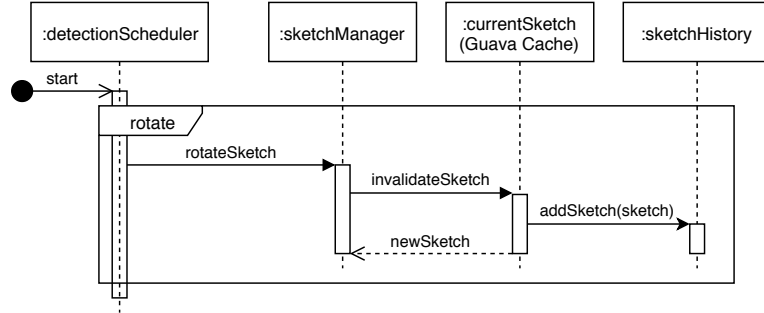 :detectionScheduler
:sketchManager
:currentSketch
(Guava Cache)
:sketchHistory
start
rotate
rotateSketch
invalidateSketch
addSketch(sketch)
newSketch